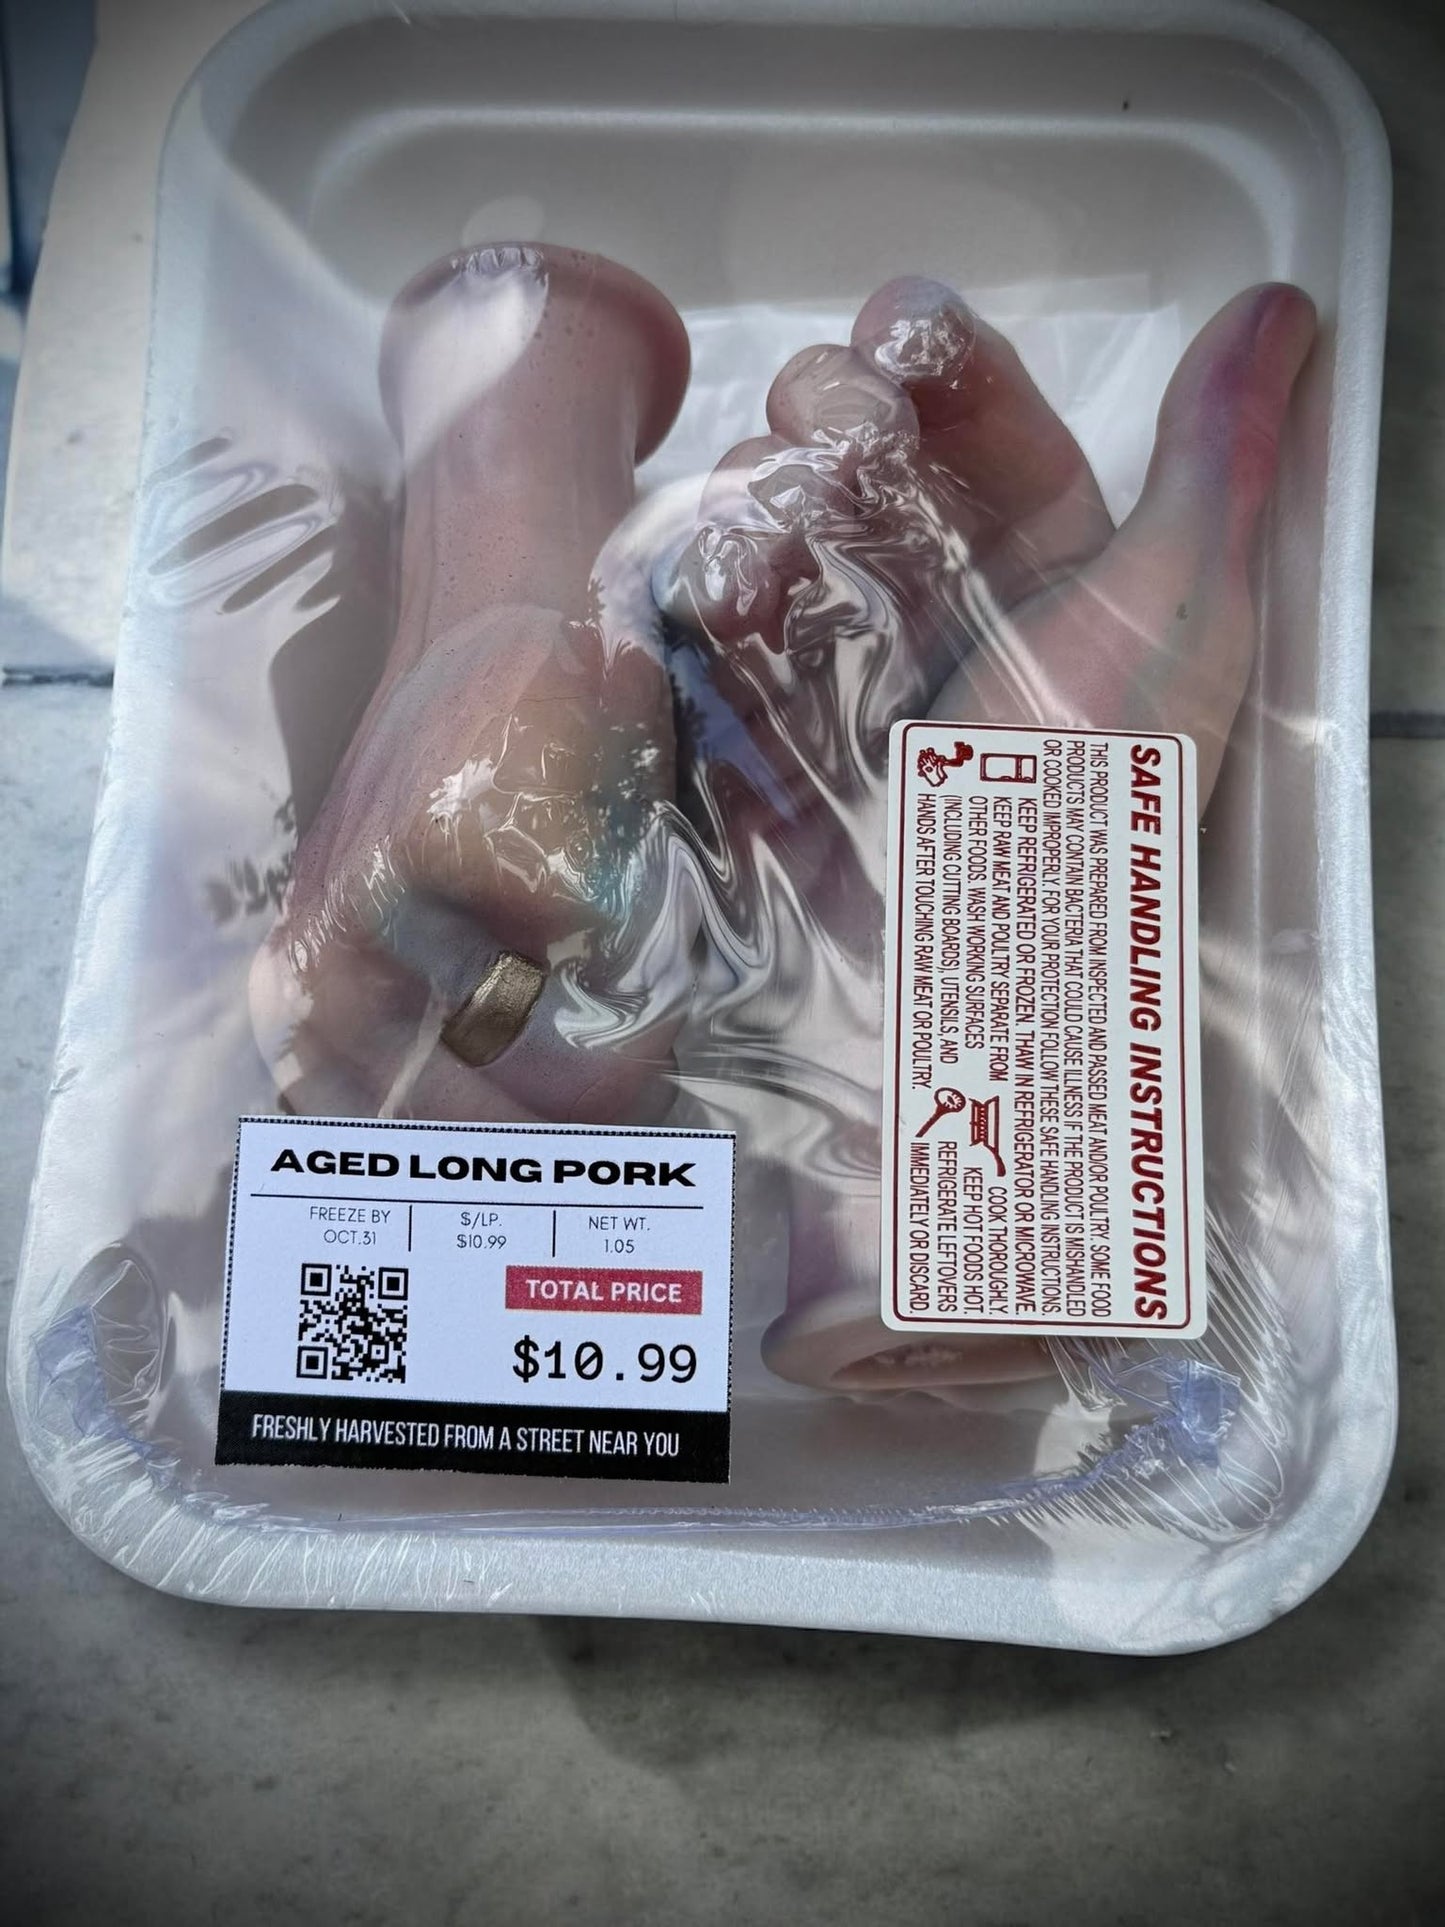 AGED LONG PORK
FREEZE BY
OCT.31
$/LP.
$10.99
NET WT.
1.05
TOTAL PRICE
$10.99
FRESHLY HARVESTED FROM A STREET NEAR YOU
SAFE HANDLING INSTRUCTIONS
THIS PRODUCT WAS PREPARED FROM INSPECTED AND PASSED MEAT AND/OR POULTRY. SOME FOOD
PRODUCTS MAY CONTAIN BACTERIA THAT COULD CAUSE ILLNESS IF THE PRODUCT IS MISHANDLED
OR COOKED IMPROPERLY. FOR YOUR PROTECTION FOLLOW THESE SAFE HANDLING INSTRUCTIONS.
KEEP REFRIGERATED OR FROZEN. THAW IN REFRIGERATOR OR MICROWAVE.
KEEP RAW MEAT AND POULTRY SEPARATE FROM
OTHER FOODS. WASH WORKING SURFACES
(INCLUDING CUTTING BOARDS), UTENSILS, AND
HANDS AFTER TOUCHING RAW MEAT OR POULTRY.
COOK THOROUGHLY.
KEEP HOT FOODS HOT.
REFRIGERATE LEFTOVERS
IMMEDIATELY OR DISCARD.